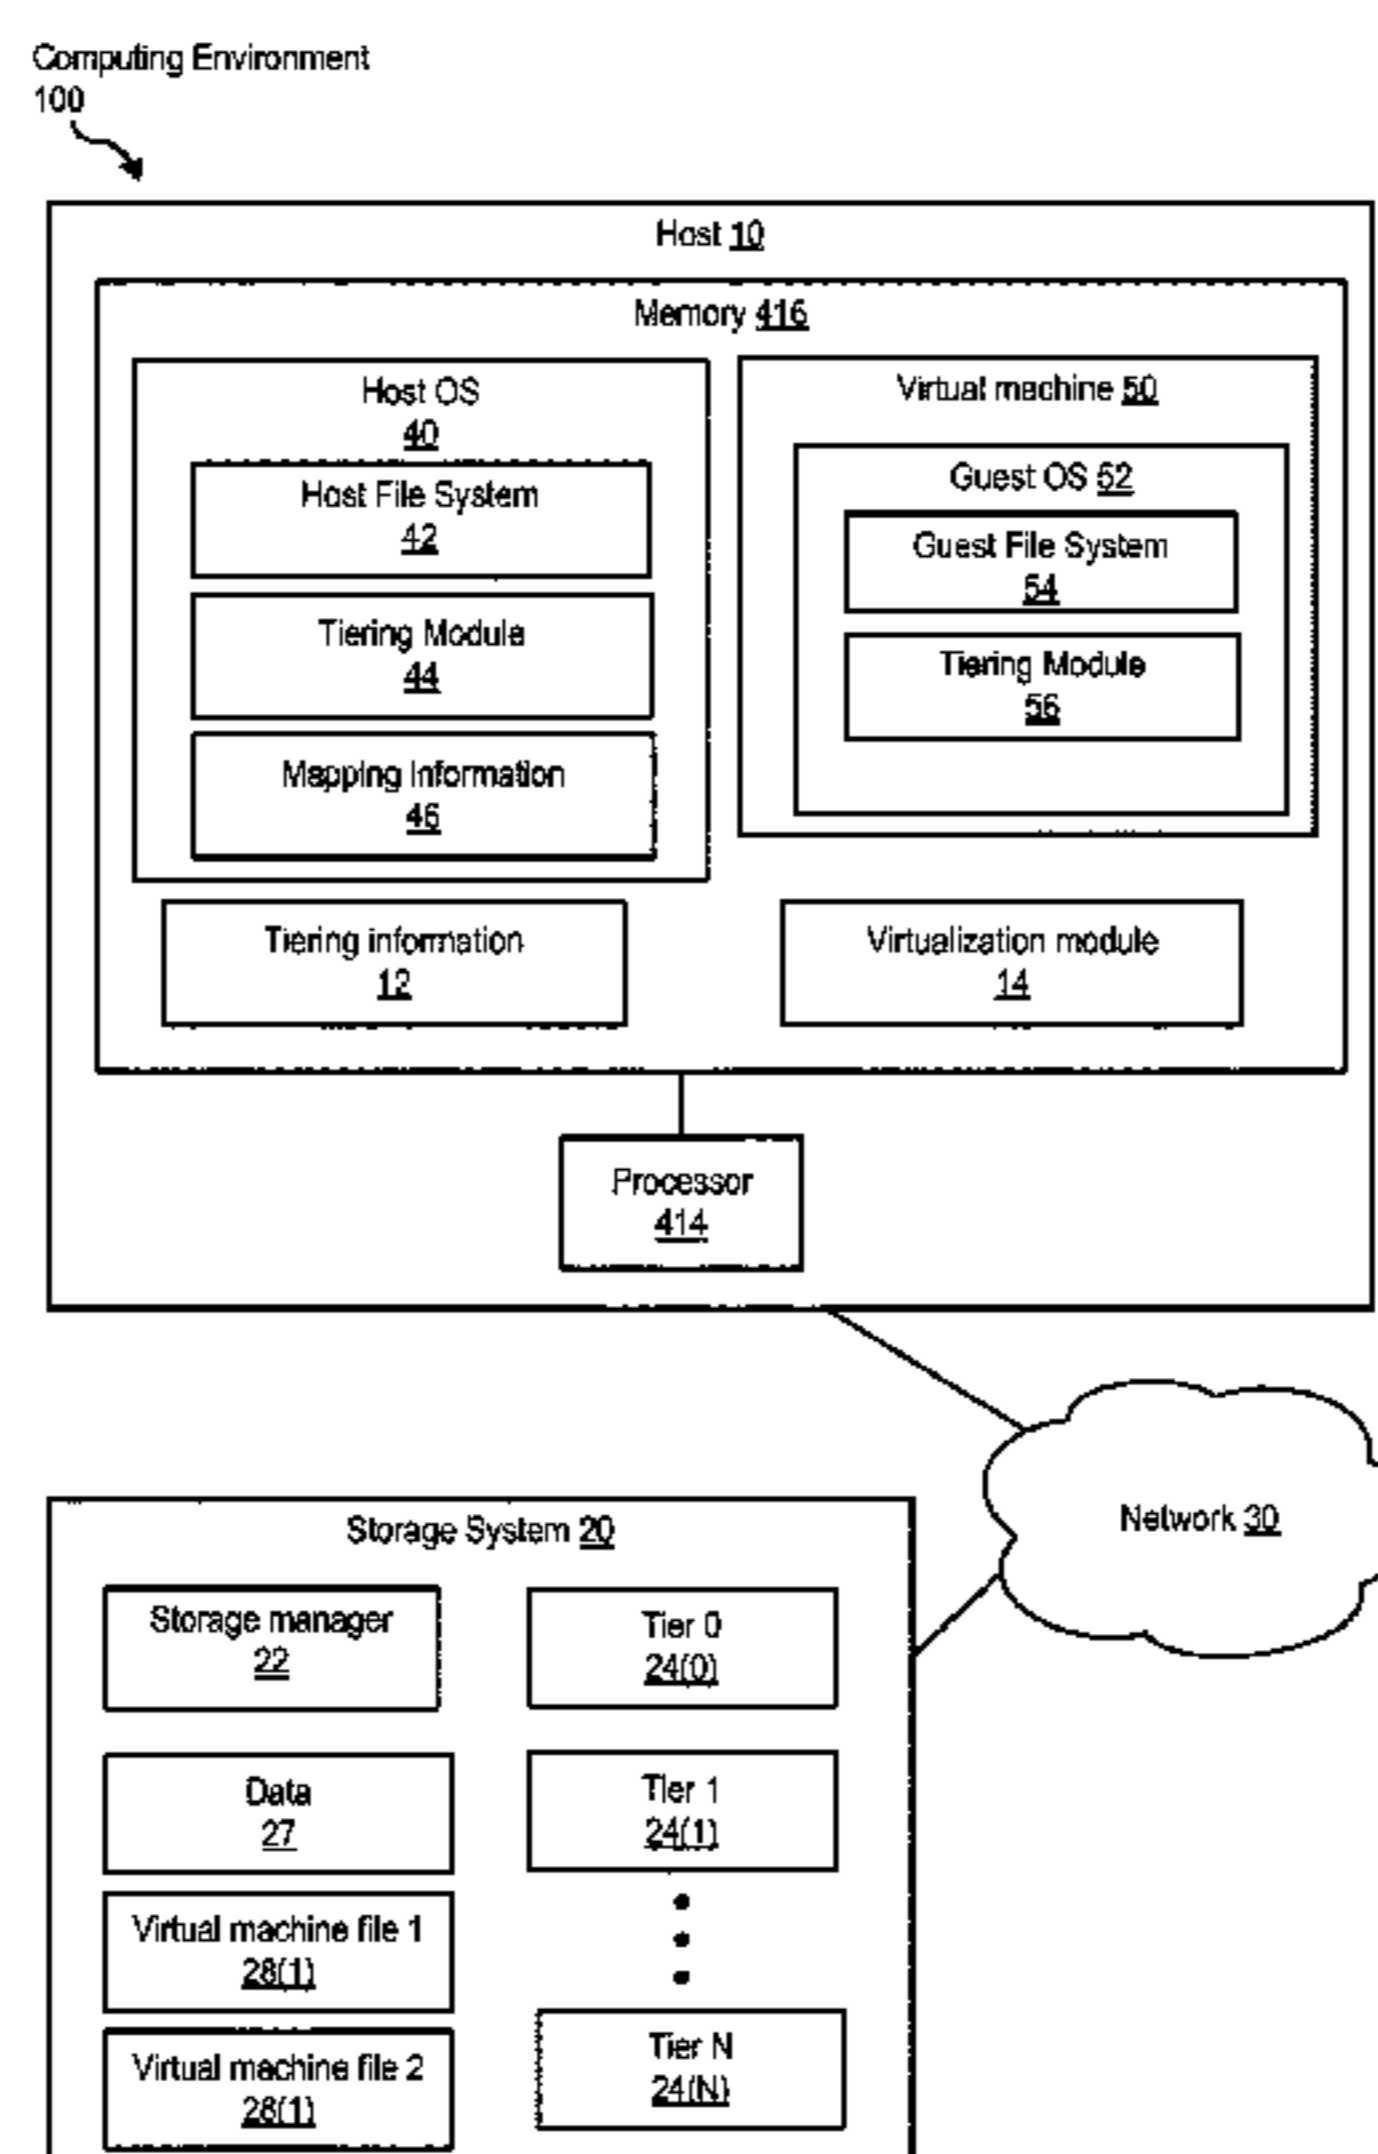 Computing Environment
100
Host 10
Memory 416
Host OS
40
Host File System
42
Tiering Module
44
Mapping Information
46
Virtual machine 50
Guest OS 52
Guest File System
54
Tiering Module
56
Tiering information
12
Virtualization module
14
Processor
414
Network 30
Storage System 20
Storage manager
22
Data
27
Virtual machine file 1
28(1)
Virtual machine file 2
28(1)
Tier 0
24(0)
Tier 1
24(1)
Tier N
24(N)